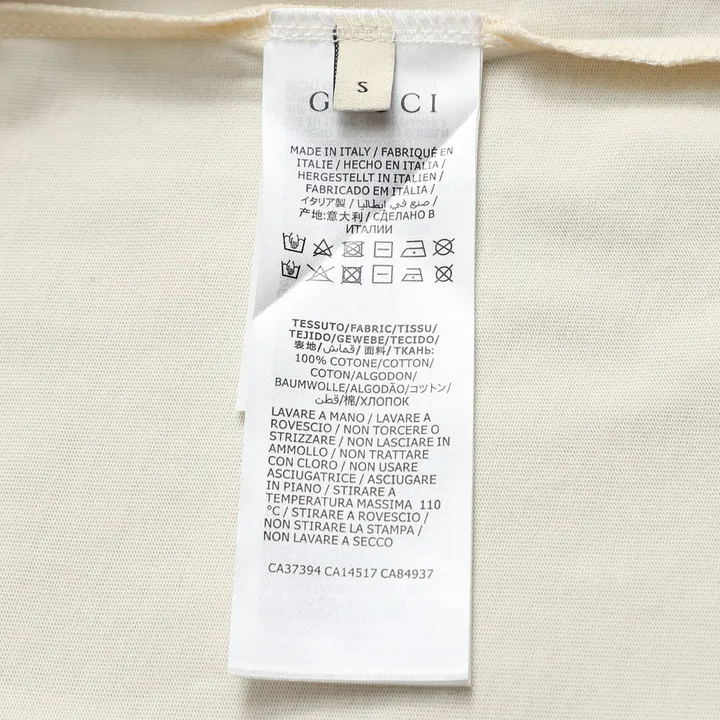 S
GUCCI
MADE IN ITALY / FABRIQUÉ EN
ITALIE / HECHO EN ITALIA /
HERGESTELLT IN ITALIEN /
FABRICADO EM ITÁLIA /
イタリア製 / صنع في إيطاليا /
产地:意大利 / СДЕЛАНО В
ИТАЛИИ
TESSUTO/FABRIC/TISSU/
TEJIDO/GEWEBE/TECIDO/
表地/قماش/ 面料/ ТКАНЬ:
100% COTONE/COTTON/
COTON/ALGODON/
BAUMWOLLE/ALGODÃO/コツトン/
قطن/棉/ХЛОПОК
LAVARE A MANO / LAVARE A
ROVESCIO / NON TORCERE O
STRIZZARE / NON LASCIARE IN
AMMOLLO / NON TRATTARE
CON CLORO / NON USARE
ASCIUGATRICE / ASCIUGARE
IN PIANO / STIRARE A
TEMPERATURA MASSIMA 110
°C / STIRARE A ROVESCIO /
NON STIRARE LA STAMPA /
NON LAVARE A SECCO
CA37394 CA14517 CA84937